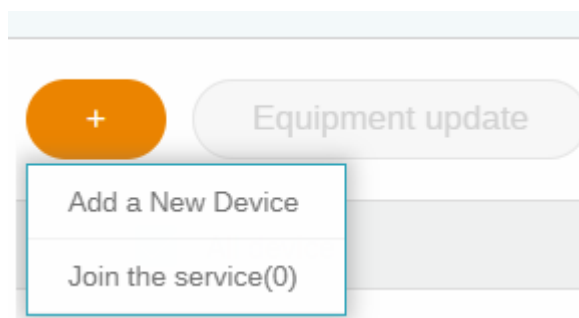 +
Equipment update
Add a New Device
Join the service(0)